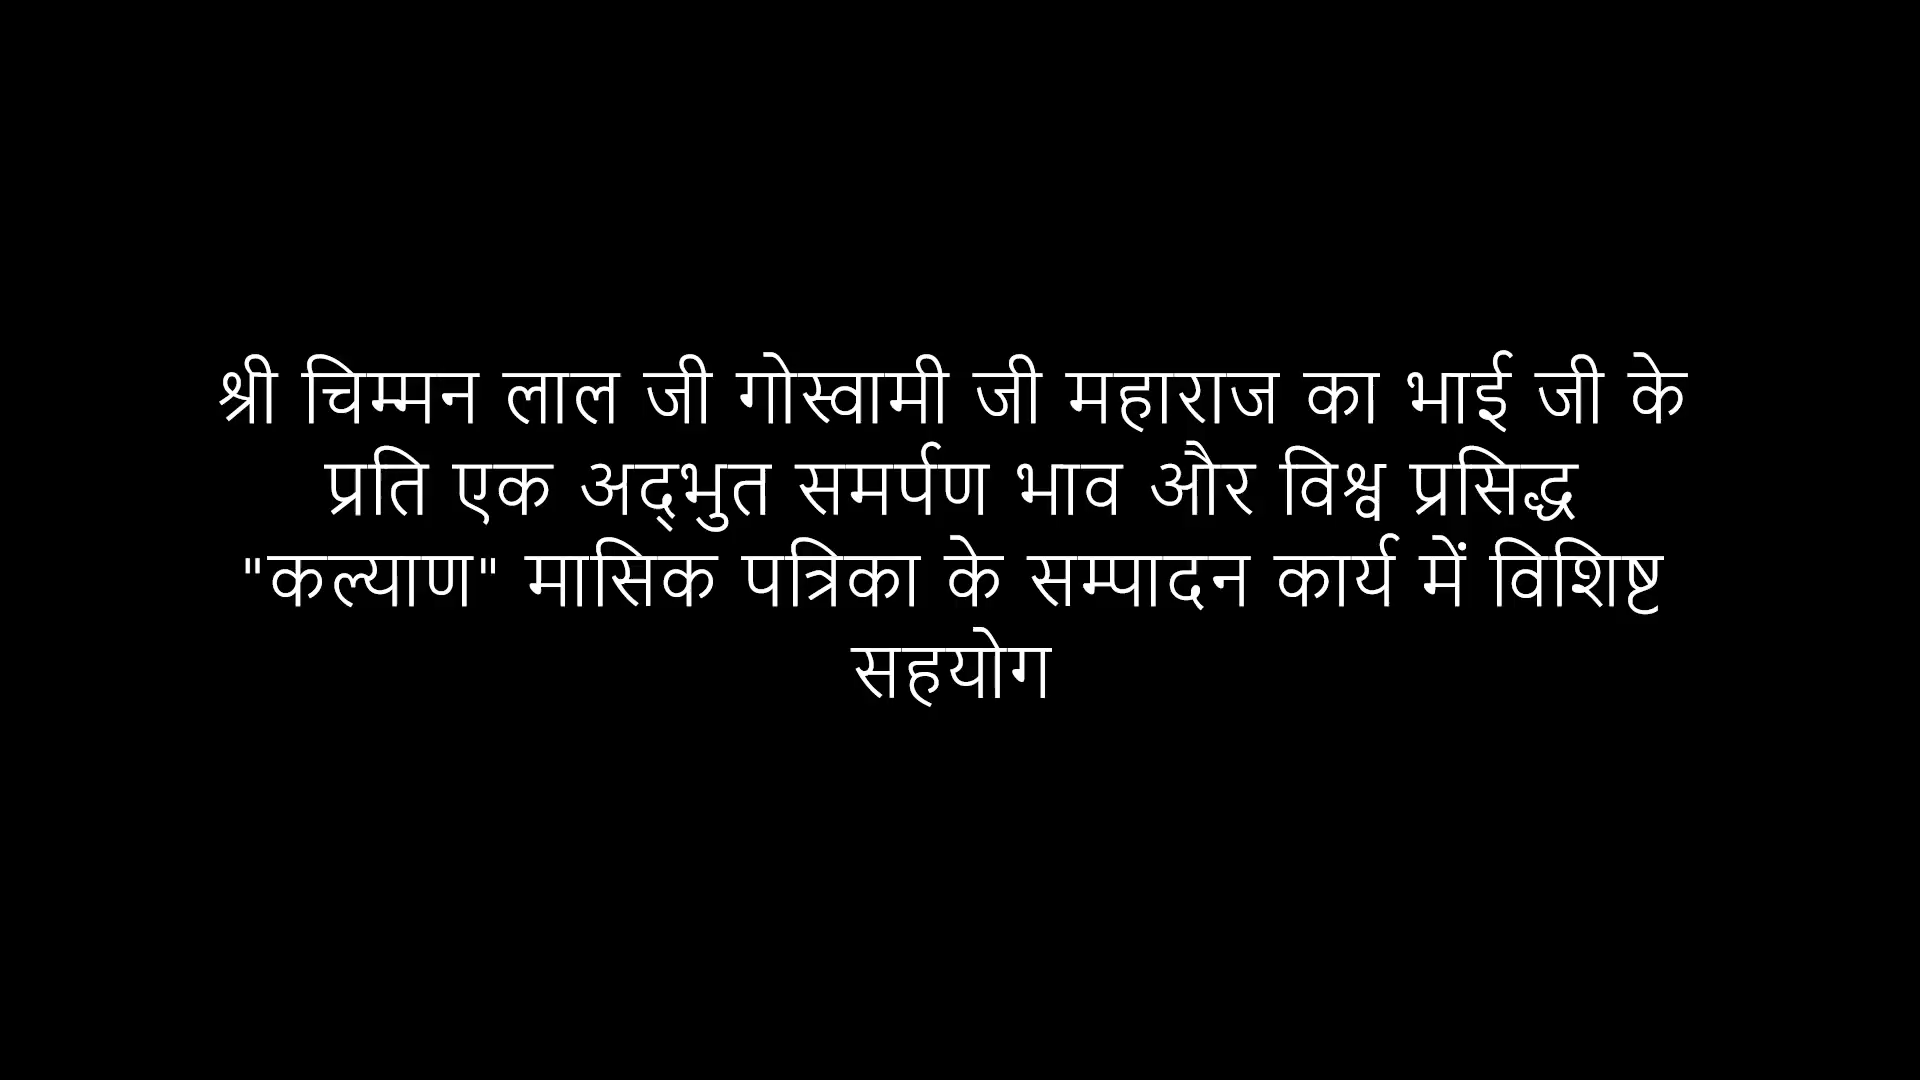 श्री चिम्मन लाल जी गोस्वामी जी महाराज का भाई जी के
प्रति एक अद्‌भुत समर्पण भाव और विश्व प्रसिद्ध
"कल्याण" मासिक पत्रिका के सम्पादन कार्य में विशिष्ट
सहयोग